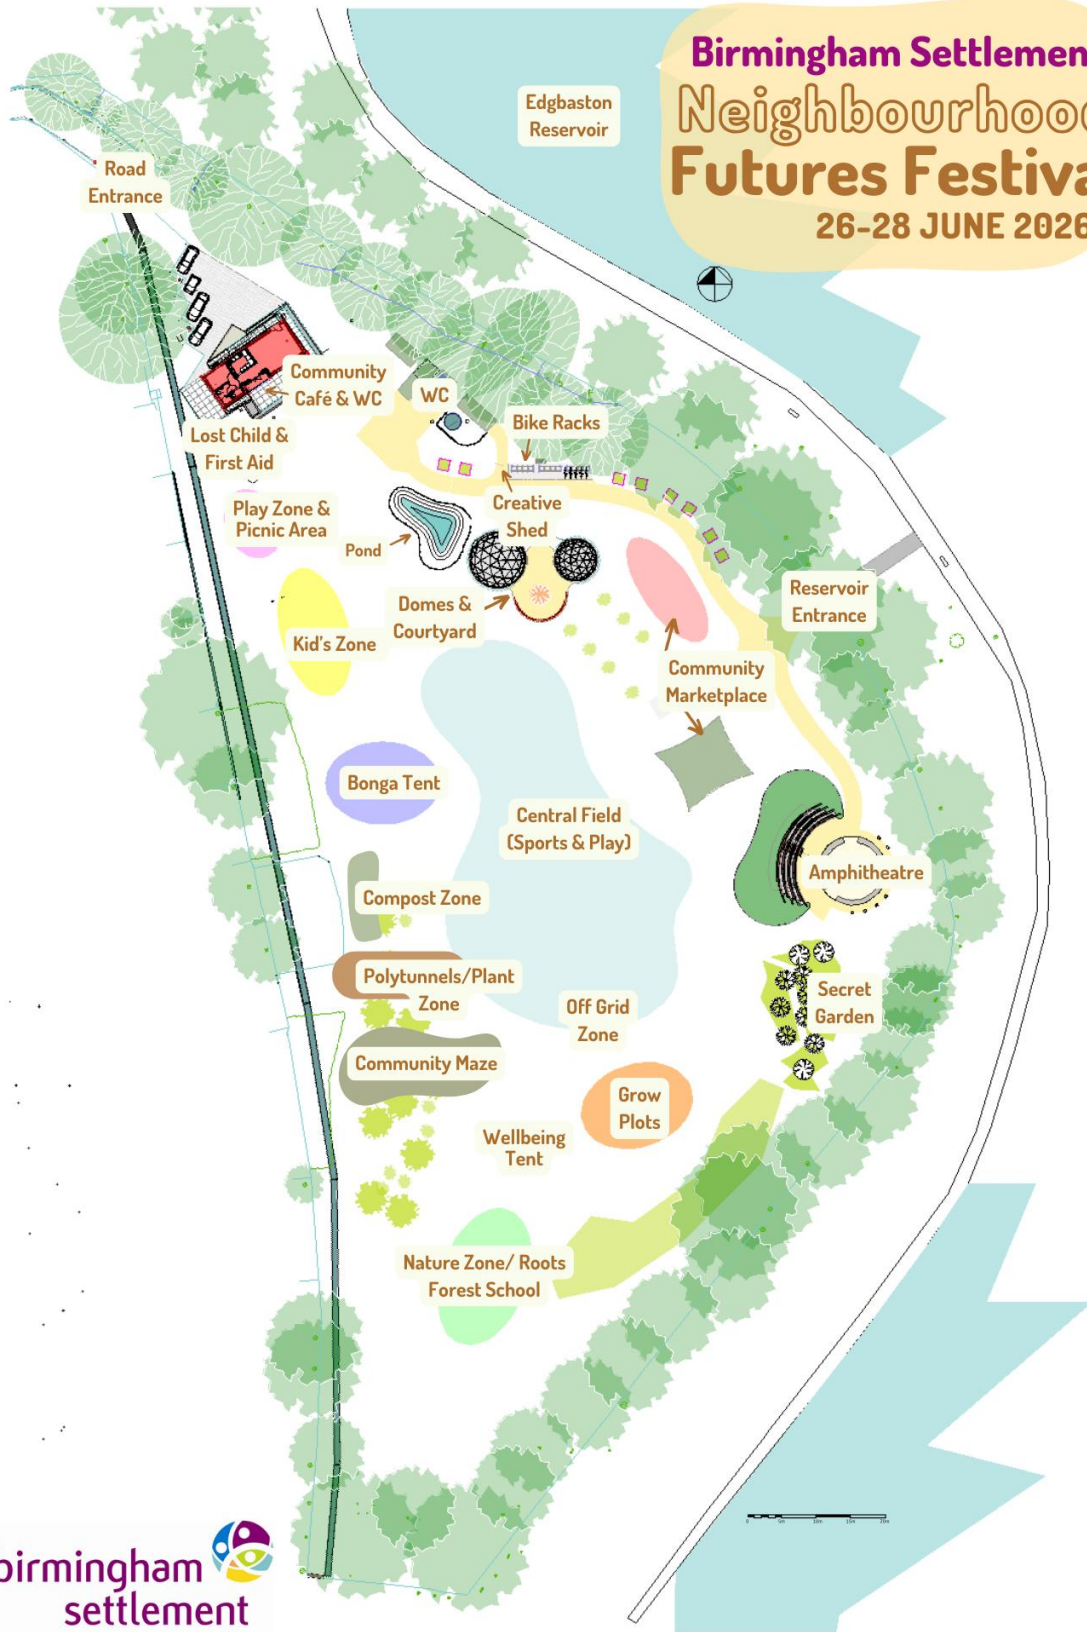 Birmingham Settlemen
Neighbourhoo
Futures Festiva
26-28 JUNE 2026
Edgbaston
Reservoir
Road
Entrance
Community
Café & WC
WC
Bike Racks
Lost Child &
First Aid
Play Zone &
Picnic Area
Creative
Shed
Pond
Domes &
Courtyard
Reservoir
Entrance
Kid's Zone
Community
Marketplace
Bonga Tent
Central Field
(Sports & Play)
Amphitheatre
Compost Zone
Polytunnels/Plant
Zone
Secret
Garden
Off Grid
Zone
Community Maze
Grow
Plots
Wellbeing
Tent
Nature Zone/ Roots
Forest School
birmingham
settlement